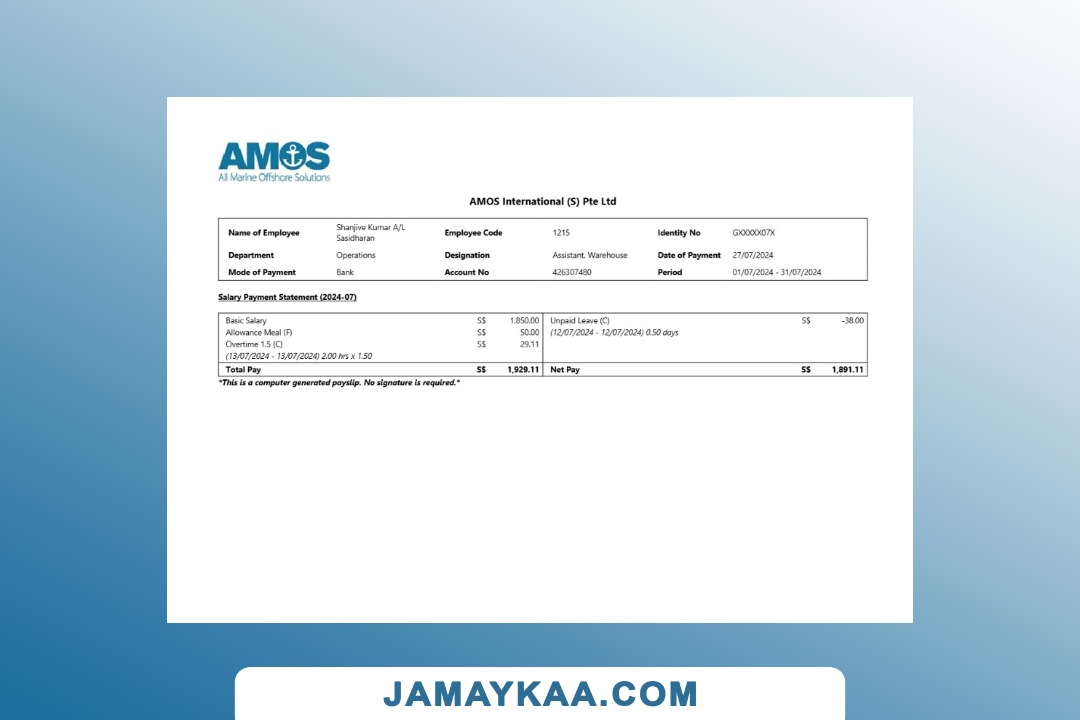 AMOS
All Marine Offshore Solutions
AMOS International (S) Pte Ltd
Name of Employee Shanjive Kumar A/L Sasidharan Employee Code 1215 Identity No GXXXXX07X
Department Operations Designation Assistant, Warehouse Date of Payment 27/07/2024
Mode of Payment Bank Account No 426307480 Period 01/07/2024 - 31/07/2024
Salary Payment Statement (2024-07)
Basic Salary S$ 1,850.00 Unpaid Leave (C) S$ -38.00
Allowance Meal (F) S$ 50.00 (12/07/2024 - 12/07/2024) 0.50 days
Overtime 1.5 (C) S$ 29.11
(13/07/2024 - 13/07/2024) 2.00 hrs x 1.50
Total Pay S$ 1,929.11 Net Pay S$ 1,891.11
*This is a computer generated payslip. No signature is required.*
JAMAYKAA.COM